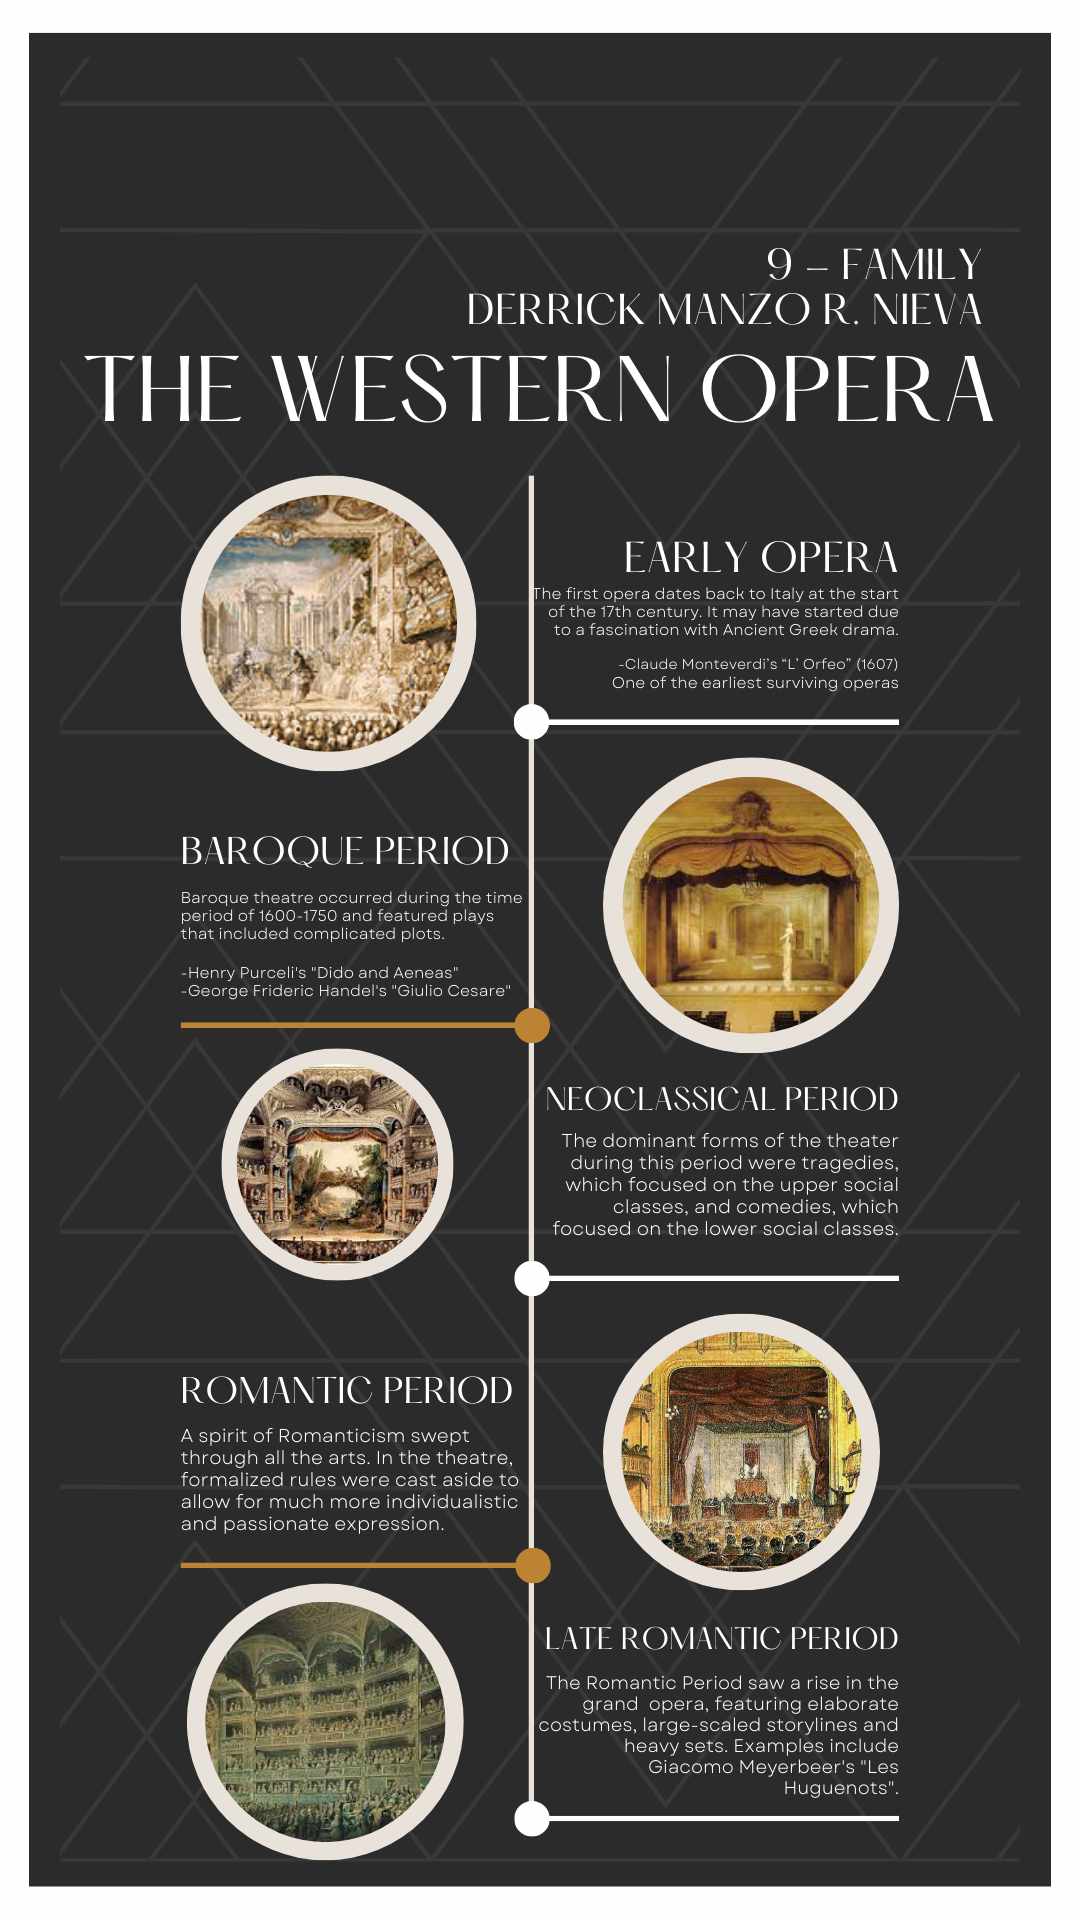 9 – FAMILY
DERRICK MANZO R. NIEVA
THE WESTERN OPERA
EARLY OPERA
The first opera dates back to Italy at the start
of the 17th century. It may have started due
to a fascination with Ancient Greek drama.
-Claude Monteverdi's "L' Orfeo" (1607)
One of the earliest surviving operas
BAROQUE PERIOD
Baroque theatre occurred during the time
period of 1600-1750 and featured plays
that included complicated plots.
-Henry Purceli's "Dido and Aeneas"
-George Frideric Handel's "Giulio Cesare"
NEOCLASSICAL PERIOD
The dominant forms of the theater
during this period were tragedies,
which focused on the upper social
classes, and comedies, which
focused on the lower social classes.
ROMANTIC PERIOD
A spirit of Romanticism swept
through all the arts. In the theatre,
formalized rules were cast aside to
allow for much more individualistic
and passionate expression.
LATE ROMANTIC PERIOD
The Romantic Period saw a rise in the
grand  opera, featuring elaborate
costumes, large-scaled storylines and
heavy sets. Examples include
Giacomo Meyerbeer's "Les
Huguenots".